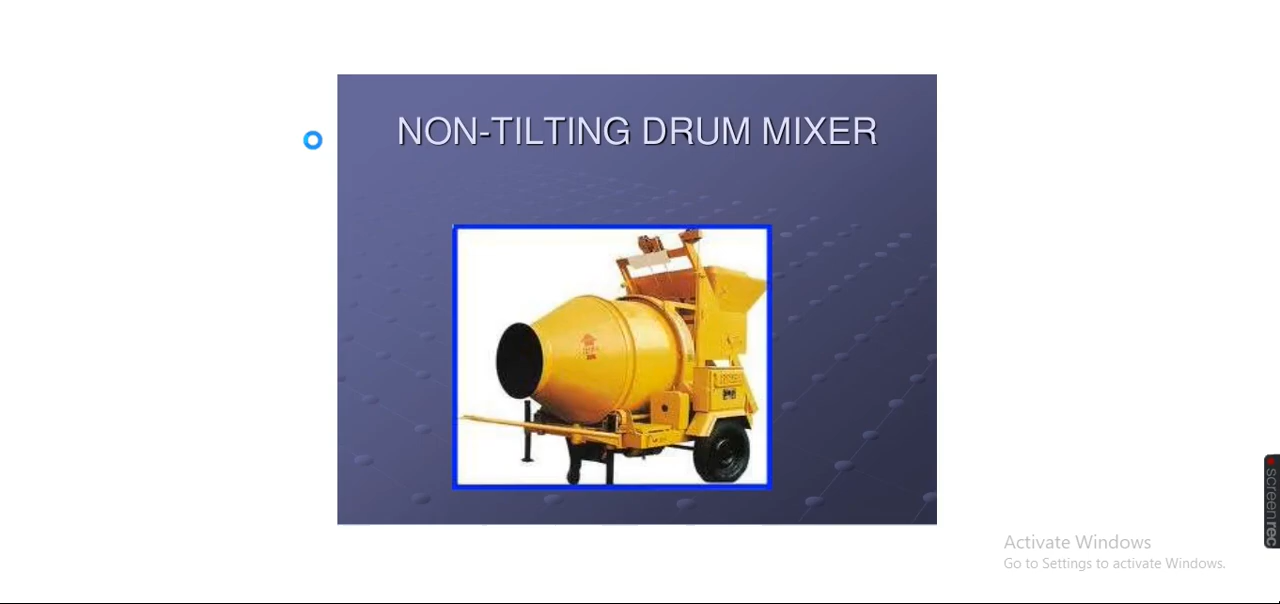 NON-TILTING DRUM MIXER
Activate Windows
Go to Settings to activate Windows.
screenrec